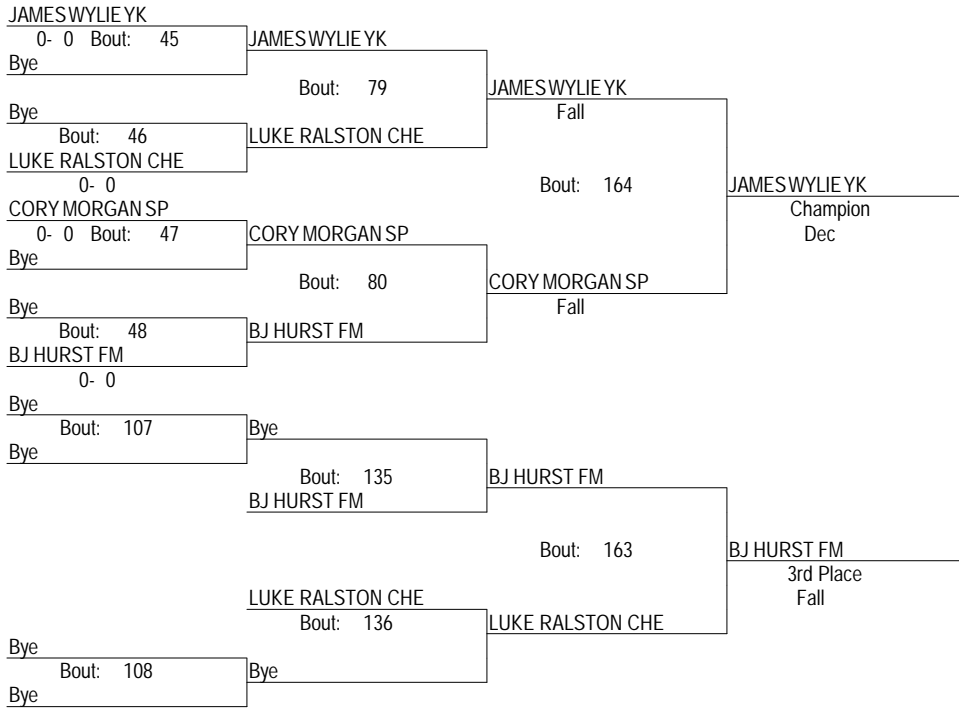 JAMES WYLIE YK
0- 0 Bout: 45 JAMES WYLIE YK
Bye
Bout: 79 JAMES WYLIE YK
Bye Fall
Bout: 46 LUKE RALSTON CHE
LUKE RALSTON CHE
0- 0 Bout: 164 JAMES WYLIE YK
CORY MORGAN SP Champion
0- 0 Bout: 47 CORY MORGAN SP Dec
Bye
Bout: 80 CORY MORGAN SP
Bye Fall
Bout: 48 BJ HURST FM
BJ HURST FM
0- 0
Bye
Bout: 107 Bye
Bye
Bout: 135 BJ HURST FM
BJ HURST FM
Bout: 163 BJ HURST FM
3rd Place
LUKE RALSTON CHE Fall
Bout: 136 LUKE RALSTON CHE
Bye
Bout: 108 Bye
Bye